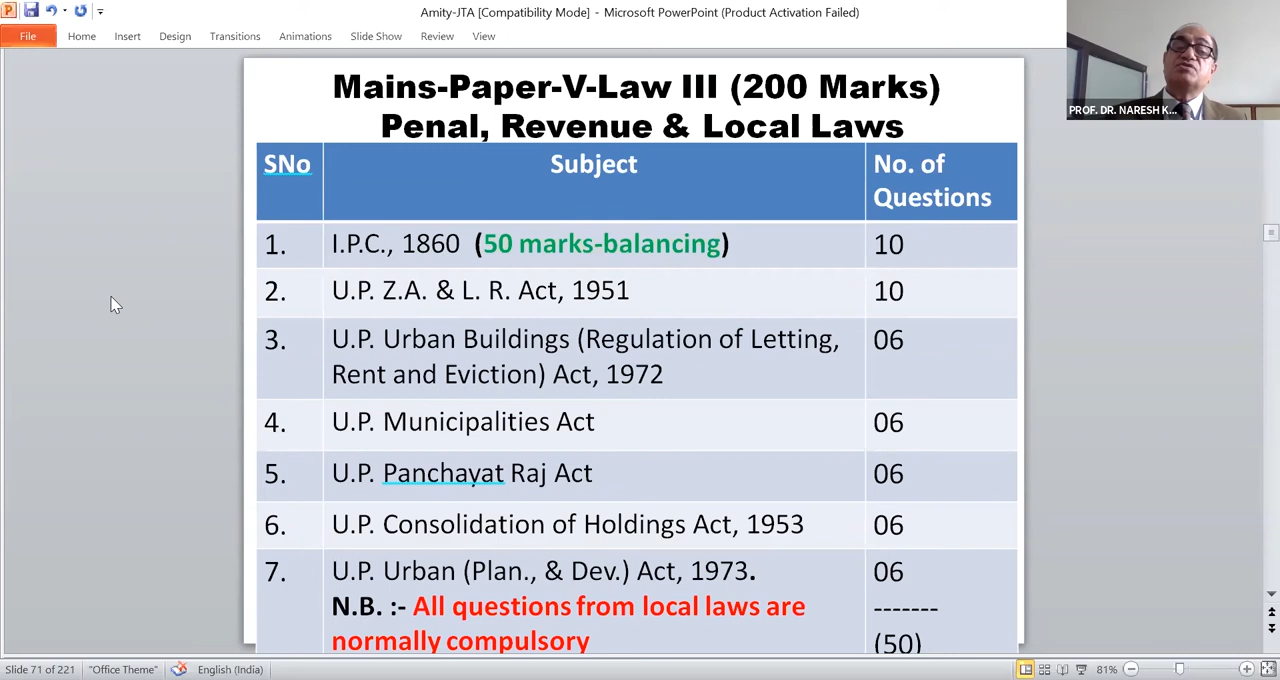 Amity-JTA [Compatibility Mode] - Microsoft PowerPoint (Product Activation Failed)
File Home Insert Design Transitions Animations Slide Show Review View
PROF. DR. NARESH K...
Mains-Paper-V-Law III (200 Marks)
Penal, Revenue & Local Laws
SNo Subject No. of
Questions
1. I.P.C., 1860 (50 marks-balancing) 10
2. U.P. Z.A. & L. R. Act, 1951 10
3. U.P. Urban Buildings (Regulation of Letting, 06
Rent and Eviction) Act, 1972
4. U.P. Municipalities Act 06
5. U.P. Panchayat Raj Act 06
6. U.P. Consolidation of Holdings Act, 1953 06
7. U.P. Urban (Plan., & Dev.) Act, 1973. 06
N.B. :- All questions from local laws are -------
normally compulsory (50)
Slide 71 of 221 "Office Theme" English (India) 81%